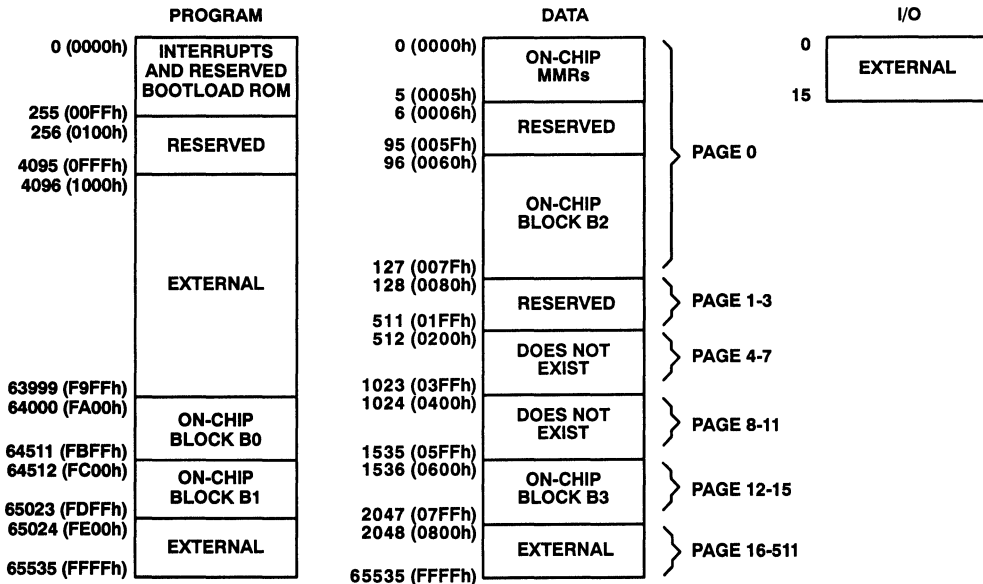 PROGRAM
0 (0000h)
INTERRUPTS
AND RESERVED
BOOTLOAD ROM
255 (00FFh)
256 (0100h)
RESERVED
4095 (0FFFh)
4096 (1000h)
EXTERNAL
63999 (F9FFh)
64000 (FA00h)
ON-CHIP
BLOCK B0
64511 (FBFFh)
64512 (FC00h)
ON-CHIP
BLOCK B1
65023 (FDFFh)
65024 (FE00h)
EXTERNAL
65535 (FFFFh)
DATA
0 (0000h)
ON-CHIP
MMRs
5 (0005h)
6 (0006h)
RESERVED
95 (005Fh)
96 (0060h)
ON-CHIP
BLOCK B2
127 (007Fh)
PAGE 0
128 (0080h)
RESERVED
511 (01FFh)
PAGE 1-3
512 (0200h)
DOES NOT
EXIST
1023 (03FFh)
PAGE 4-7
1024 (0400h)
DOES NOT
EXIST
1535 (05FFh)
PAGE 8-11
1536 (0600h)
ON-CHIP
BLOCK B3
2047 (07FFh)
PAGE 12-15
2048 (0800h)
EXTERNAL
65535 (FFFFh)
PAGE 16-511
I/O
0
EXTERNAL
15